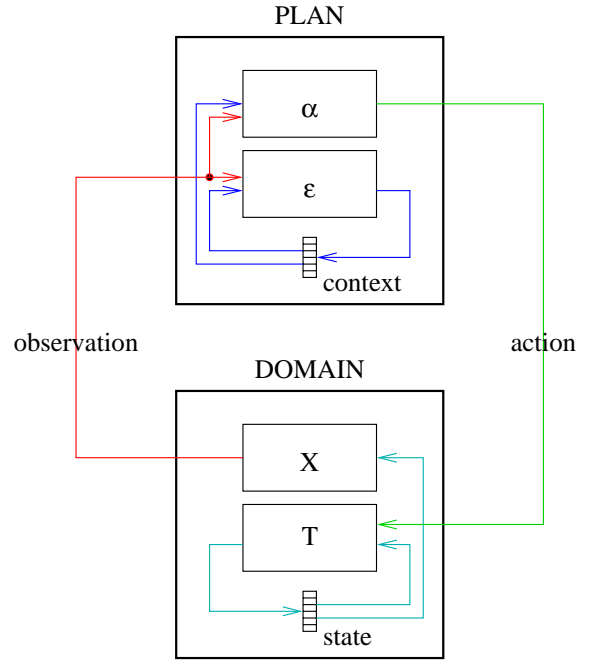 PLAN
α
ε
context
observation
action
DOMAIN
X
T
state